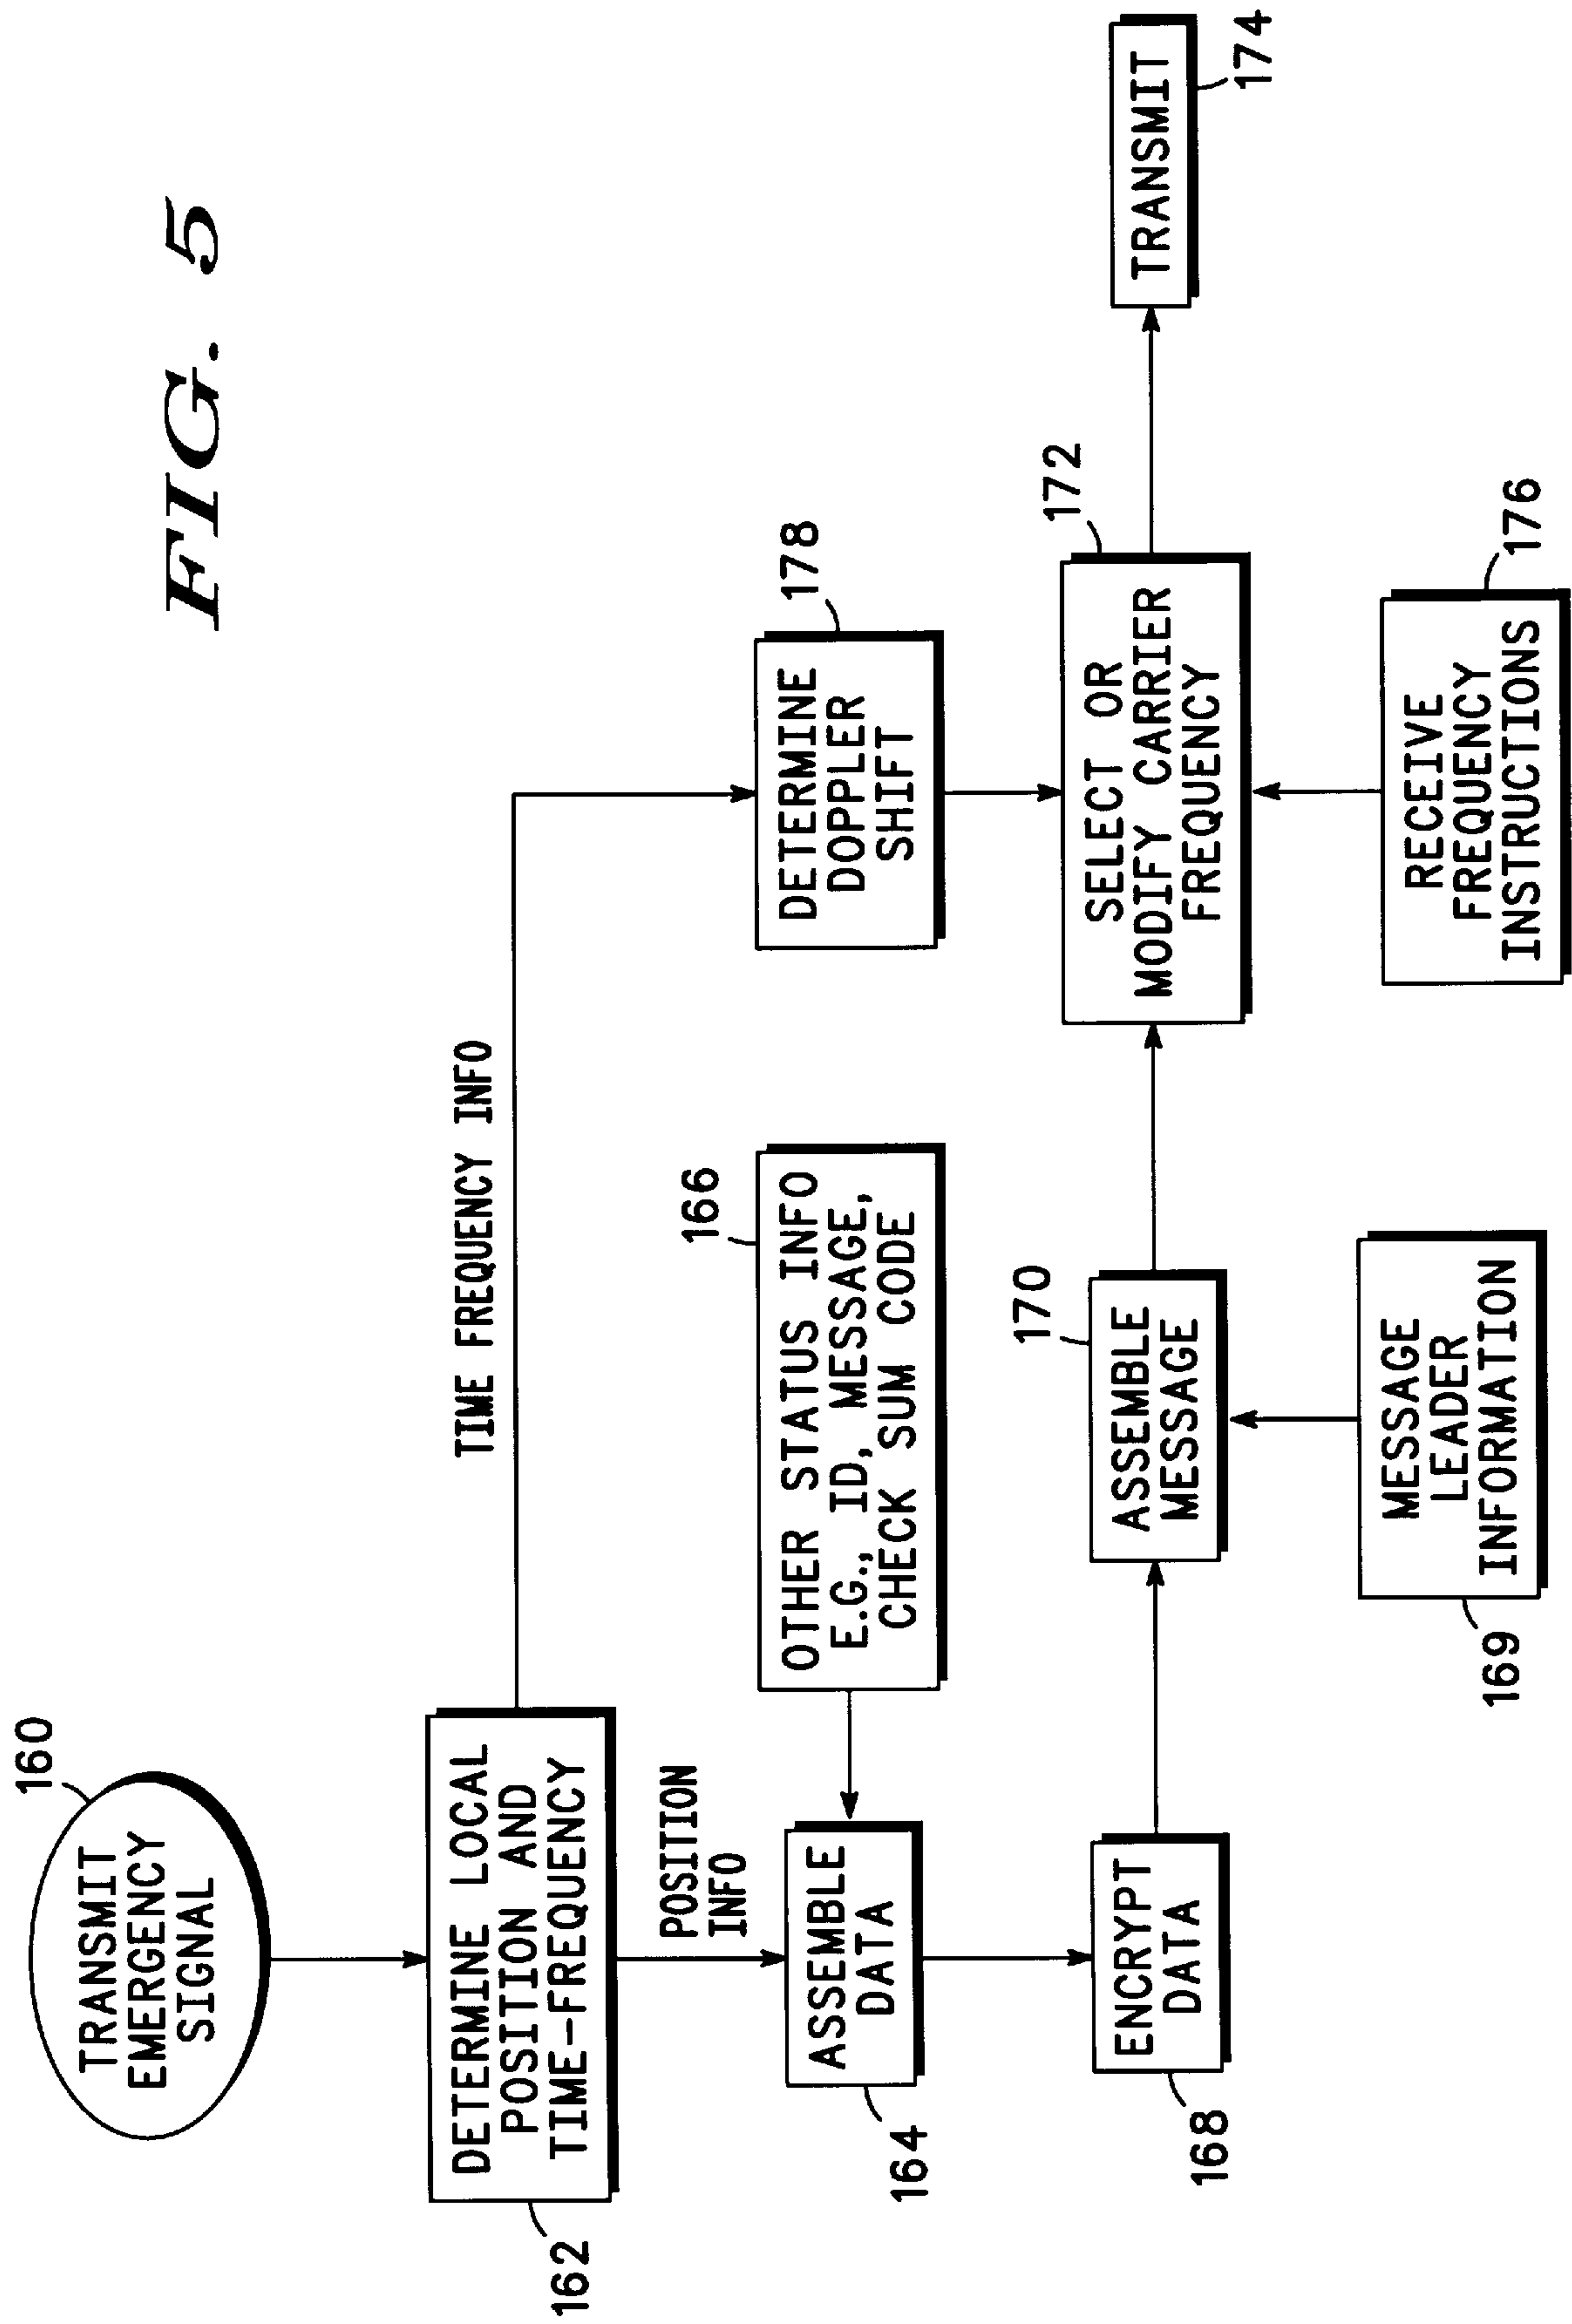 FIG. 5
160
TRANSMIT
EMERGENCY
SIGNAL
162
DETERMINE LOCAL
POSITION AND
TIME-FREQUENCY
TIME FREQUENCY INFO
POSITION
INFO
164
ASSEMBLE
DATA
166
OTHER STATUS INFO
E.G., ID, MESSAGE,
CHECK SUM CODE
178
DETERMINE
DOPPLER
SHIFT
168
ENCRYPT
DATA
170
ASSEMBLE
MESSAGE
172
SELECT OR
MODIFY CARRIER
FREQUENCY
TRANSMIT
174
169
MESSAGE
LEADER
INFORMATION
RECEIVE
FREQUENCY
INSTRUCTIONS
176